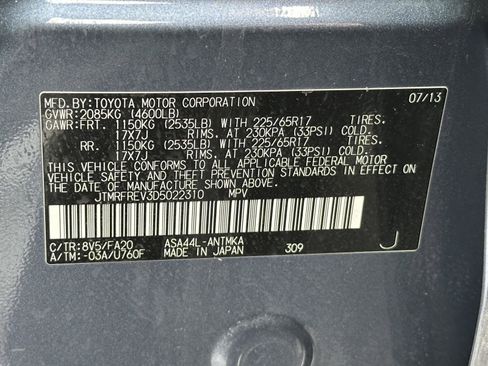 MFD.BY:TOYOTA MOTOR CORPORATION 07/13
GVWR:2085KG (4600LB)
GAWR:FRT. 1150KG (2535LB) WITH 225/65R17 TIRES.
17X7J RIMS. AT 230KPA (33PSI) COLD.
RR. 1150KG (2535LB) WITH 225/65R17 TIRES.
17X7J RIMS. AT 230KPA (33PSI) COLD.
THIS VEHICLE CONFORMS TO ALL APPLICABLE FEDERAL MOTOR
VEHICLE SAFETY,BUMPER,AND THEFT PREVENTION STANDARDS IN
EFFECT ON THE DATE OF MANUFACTURE SHOWN ABOVE.
JTMRFREV3D5022310 MPV
C/TR:8V5/FA20 ASA44L-ANTMKA
A/TM:-03A/U760F MADE IN JAPAN 309 J